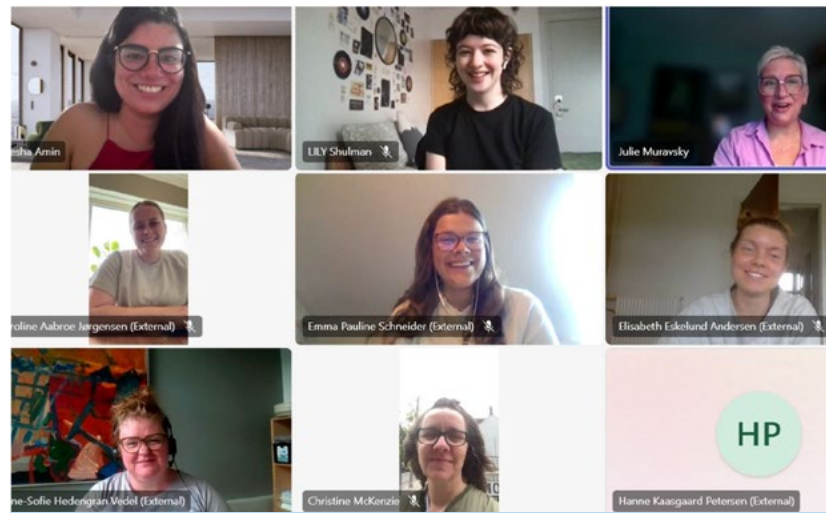 esha Amin
LILY Shulman
Julie Muravsky
roline Aabroe Jørgensen (External)
Emma Pauline Schneider (External)
Elisabeth Eskelund Andersen (External)
ne-Sofie Hedengran Vedel (External)
Christine McKenzie
HP
Hanne Kaasgaard Petersen (External)